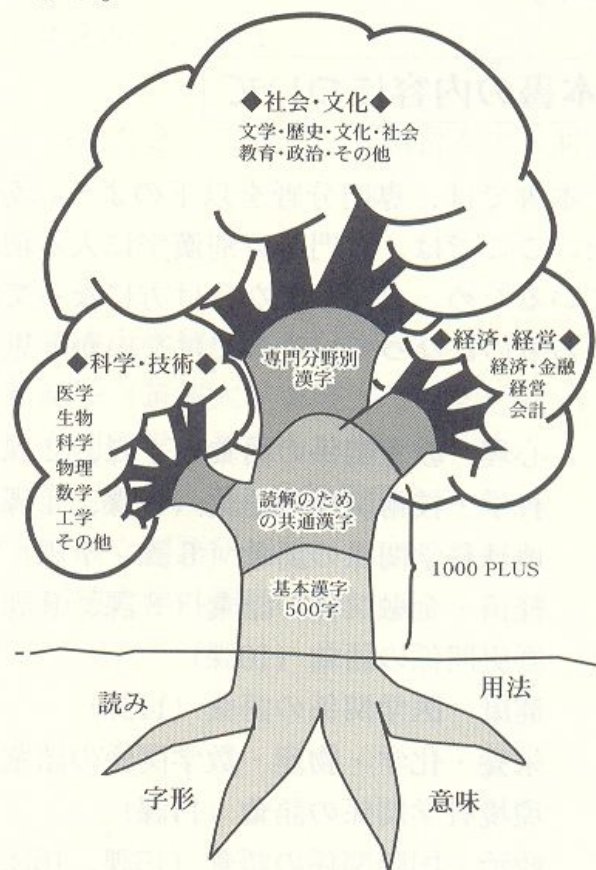 ◆社会・文化◆
文学・歴史・文化・社会
教育・政治・その他
◆科学・技術◆
医学
生物
科学
物理
数学
工学
その他
◆経済・経営◆
経済・金融
経営
会計
専門分野別
漢字
読解のため
の共通漢字
基本漢字
500字
1000 PLUS
読み
用法
字形
意味